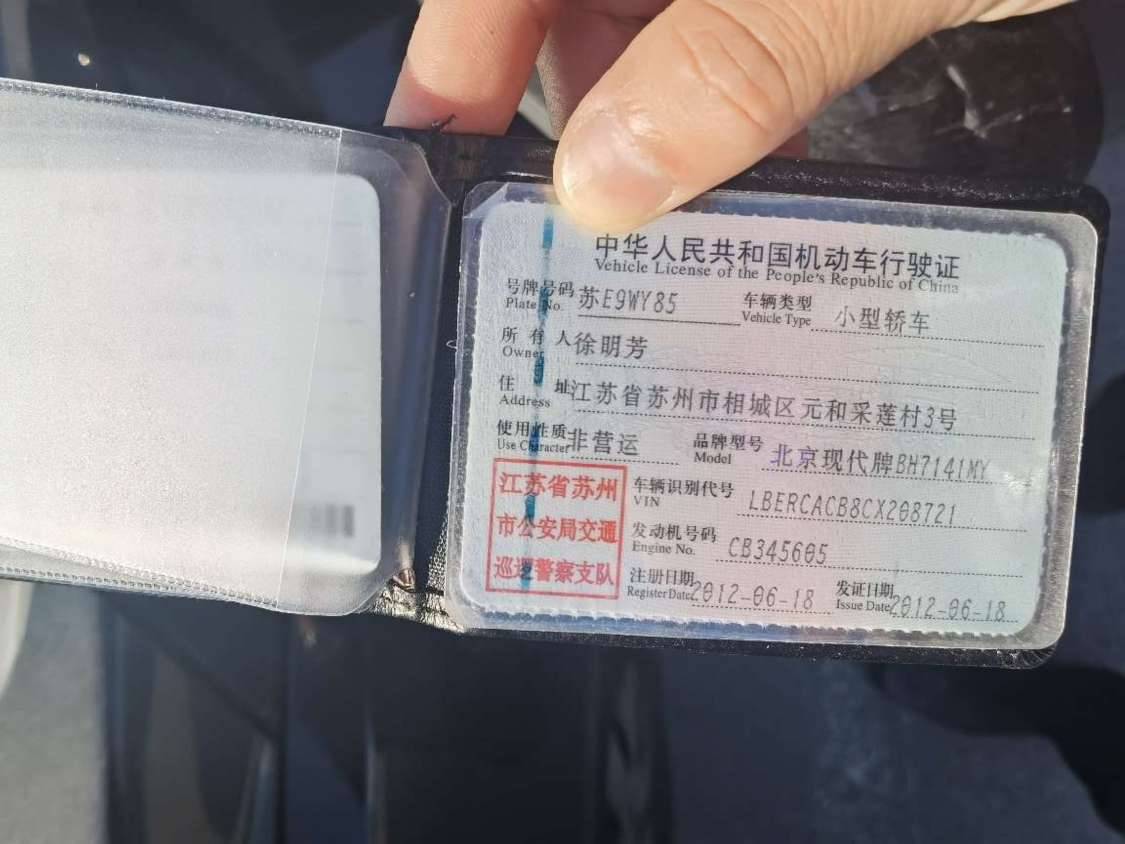 中华人民共和国机动车行驶证
Vehicle License of the People's Republic of China
号牌号码 苏E9WY85 车辆类型 小型轿车
Plate No. Vehicle Type
所有人 徐明芳
Owner
住址 江苏省苏州市相城区元和采莲村3号
Address
使用性质 非营运 品牌型号 北京现代牌BH7141MY
Use Character Model
江苏省苏州
市公安局交通
巡逻警察支队
车辆识别代号 LBERCACB8CX208721
VIN
发动机号码 CB345605
Engine No.
注册日期 2012-06-18 发证日期 2012-06-18
Register Date Issue Date